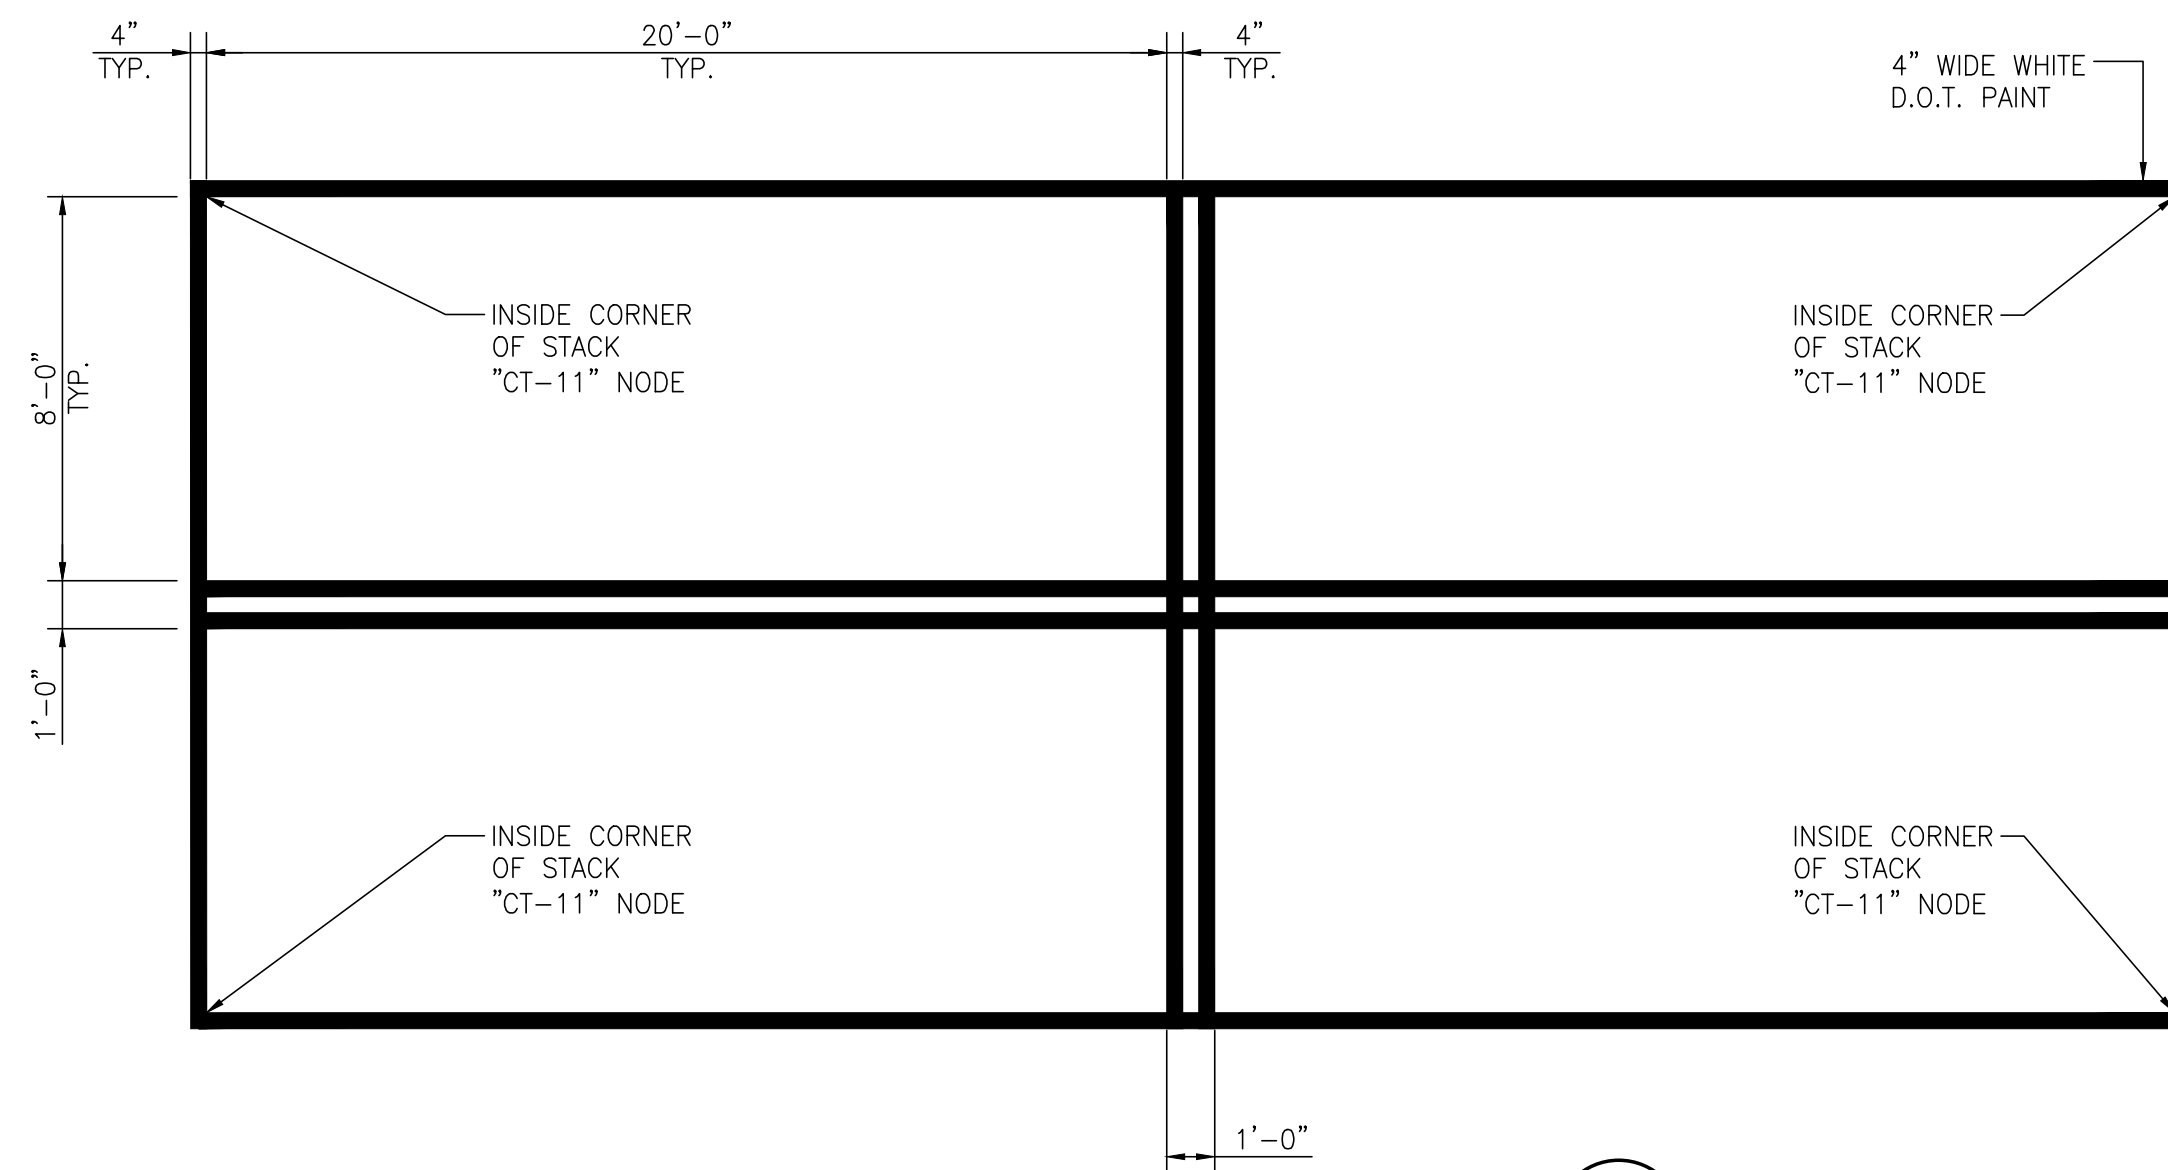 4"
TYP.
20'-0"
TYP.
4"
TYP.
4" WIDE WHITE
D.O.T. PAINT
INSIDE CORNER
OF STACK
"CT-11" NODE
INSIDE CORNER
OF STACK
"CT-11" NODE
8'-0"
TYP.
1'-0"
INSIDE CORNER
OF STACK
"CT-11" NODE
INSIDE CORNER
OF STACK
"CT-11" NODE
1'-0"